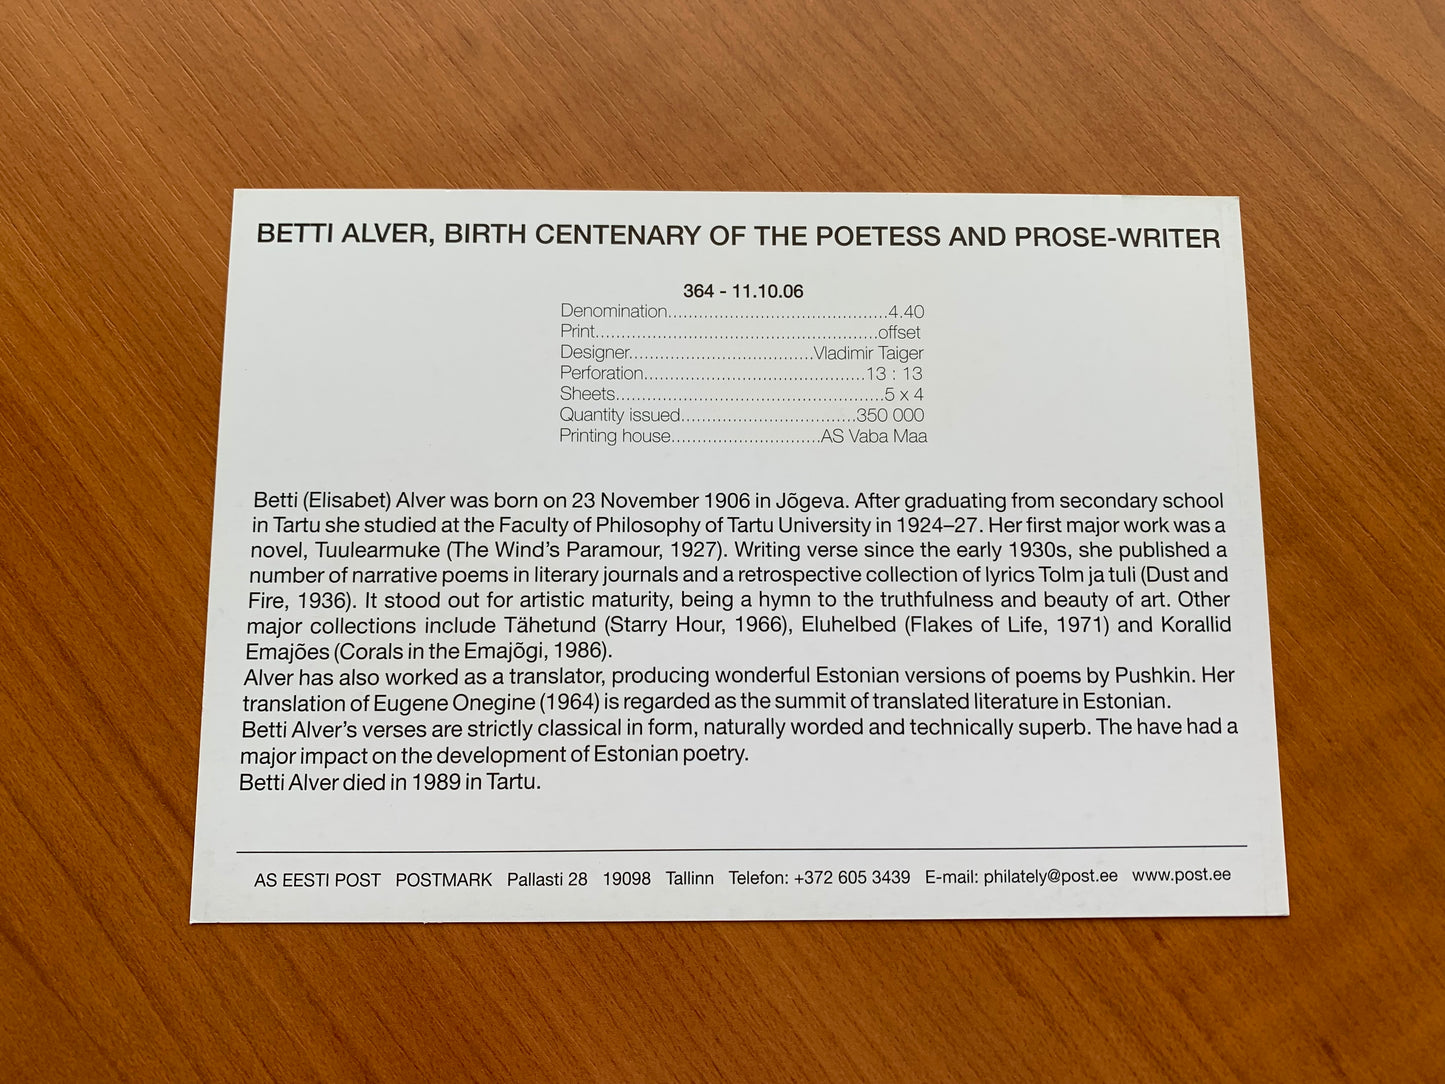 BETTI ALVER, BIRTH CENTENARY OF THE POETESS AND PROSE-WRITER
364 - 11.10.06
Denomination..........................................4.40
Print......................................................offset
Designer...................................Vladimir Taiger
Perforation..........................................13 : 13
Sheets...................................................5 x 4
Quantity issued.................................350 000
Printing house............................AS Vaba Maa
Betti (Elisabet) Alver was born on 23 November 1906 in Jõgeva. After graduating from secondary school
in Tartu she studied at the Faculty of Philosophy of Tartu University in 1924–27. Her first major work was a
novel, Tuulearmuke (The Wind's Paramour, 1927). Writing verse since the early 1930s, she published a
number of narrative poems in literary journals and a retrospective collection of lyrics Tolm ja tuli (Dust and
Fire, 1936). It stood out for artistic maturity, being a hymn to the truthfulness and beauty of art. Other
major collections include Tähetund (Starry Hour, 1966), Eluhelbed (Flakes of Life, 1971) and Korallid
Emajões (Corals in the Emajõgi, 1986).
Alver has also worked as a translator, producing wonderful Estonian versions of poems by Pushkin. Her
translation of Eugene Onegine (1964) is regarded as the summit of translated literature in Estonian.
Betti Alver's verses are strictly classical in form, naturally worded and technically superb. The have had a
major impact on the development of Estonian poetry.
Betti Alver died in 1989 in Tartu.
AS EESTI POST POSTMARK Pallasti 28 19098 Tallinn Telefon: +372 605 3439 E-mail: philately@post.ee www.post.ee